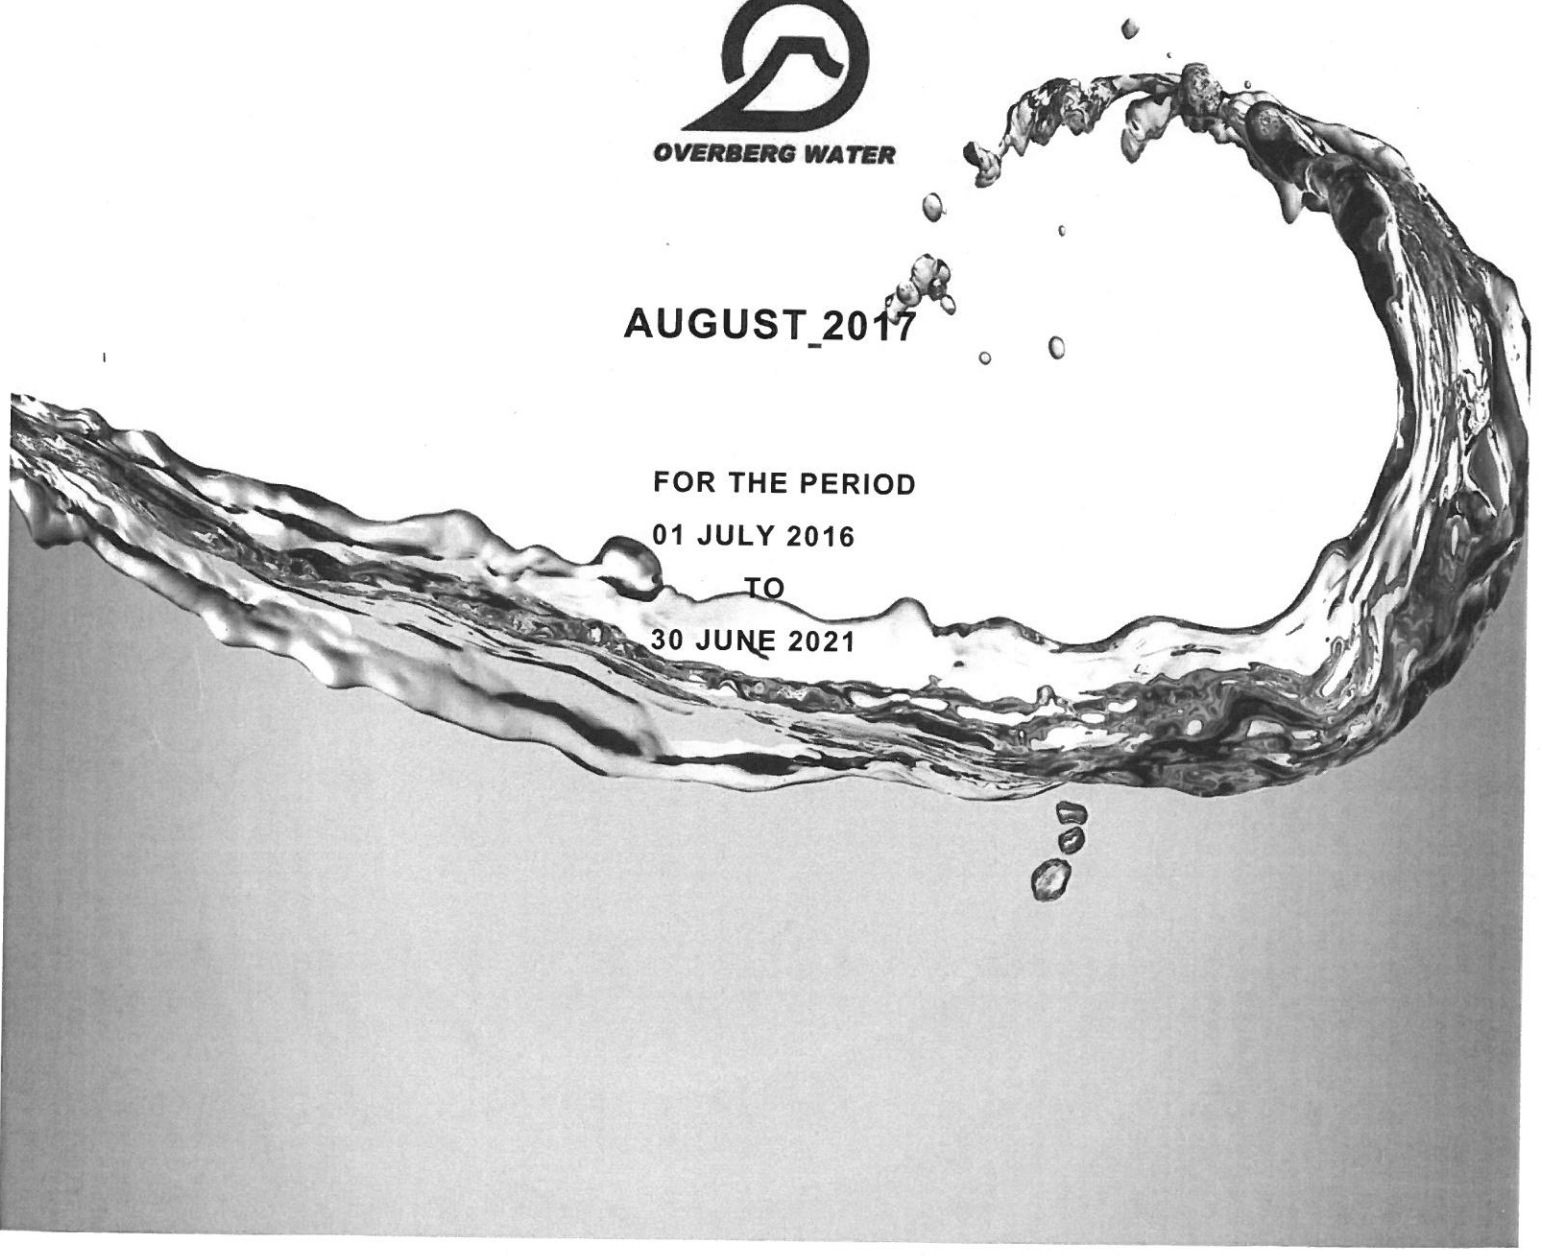 OVERBERG WATER
AUGUST_2017
FOR THE PERIOD
01 JULY 2016
TO
30 JUNE 2021